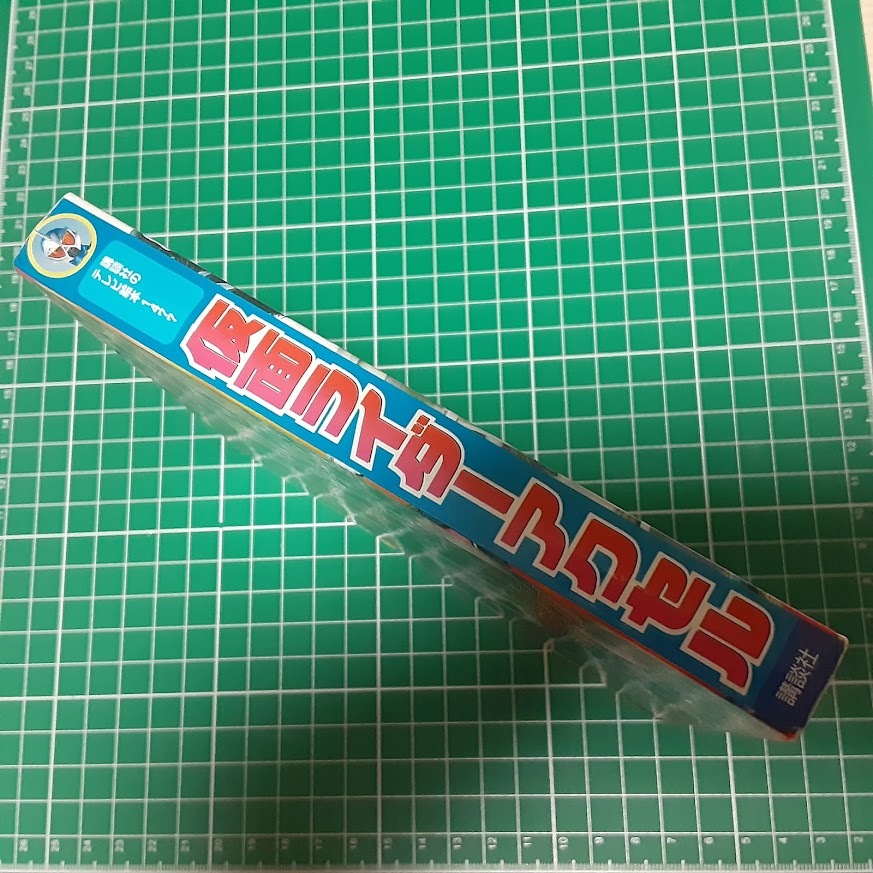 講談社の
テレビ絵本 1477
仮面ライダーアクセル
講談社